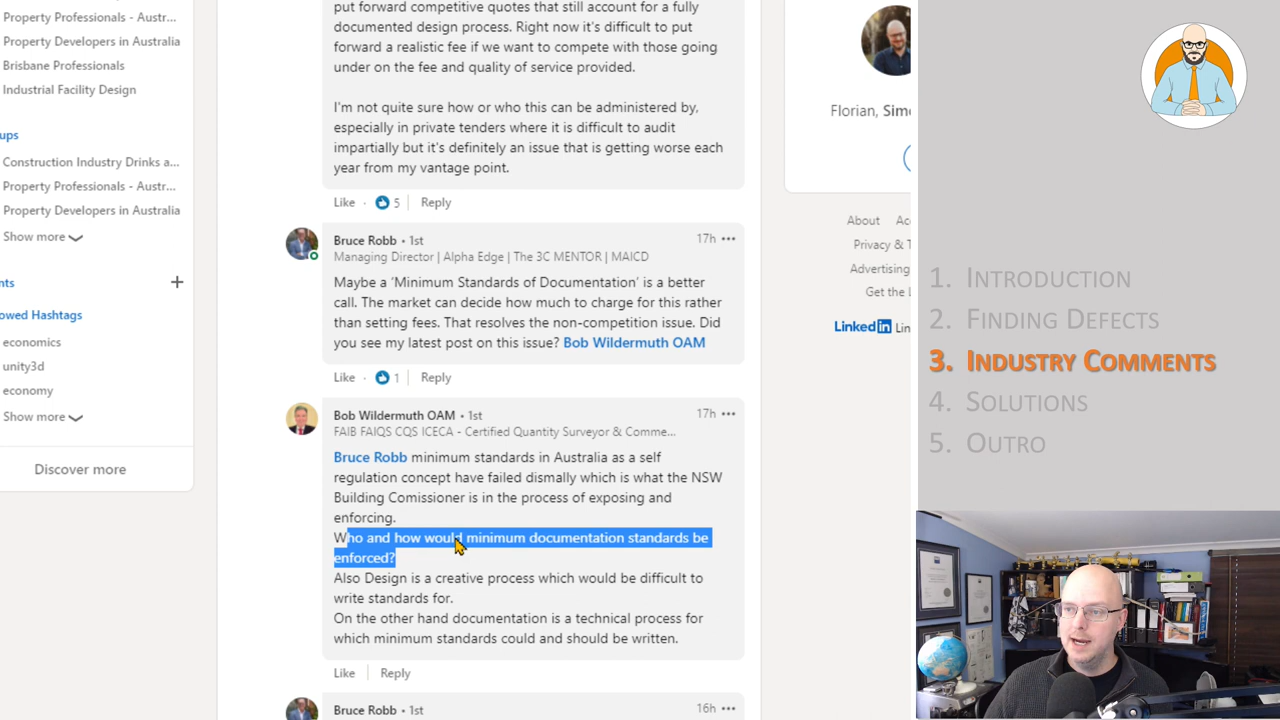 Property Professionals - Austr...
Property Developers in Australia
Brisbane Professionals
Industrial Facility Design
ups
Construction Industry Drinks a...
Property Professionals - Austr...
Property Developers in Australia
Show more
nts
+
owed Hashtags
economics
unity3d
economy
Show more
Discover more
put forward competitive quotes that still account for a fully
documented design process. Right now it's difficult to put
forward a realistic fee if we want to compete with those going
under on the fee and quality of service provided.
I'm not quite sure how or who this can be administered by,
especially in private tenders where it is difficult to audit
impartially but it's definitely an issue that is getting worse each
year from my vantage point.
Like · 5 | Reply
Bruce Robb • 1st 17h •••
Managing Director | Alpha Edge | The 3C MENTOR | MAICD
Maybe a 'Minimum Standards of Documentation' is a better
call. The market can decide how much to charge for this rather
than setting fees. That resolves the non-competition issue. Did
you see my latest post on this issue? Bob Wildermuth OAM
Like · 1 | Reply
Bob Wildermuth OAM • 1st 17h •••
FAIB FAIQS CQS ICECA - Certified Quantity Surveyor & Comme...
Bruce Robb minimum standards in Australia as a self
regulation concept have failed dismally which is what the NSW
Building Comissioner is in the process of exposing and
enforcing.
Who and how would minimum documentation standards be
enforced?
Also Design is a creative process which would be difficult to
write standards for.
On the other hand documentation is a technical process for
which minimum standards could and should be written.
Like | Reply
Bruce Robb • 1st 16h •••
Florian, Sim
About Ac
Privacy & T
Advertising
Get the L
LinkedIn Lin
1. INTRODUCTION
2. FINDING DEFECTS
3. INDUSTRY COMMENTS
4. SOLUTIONS
5. OUTRO